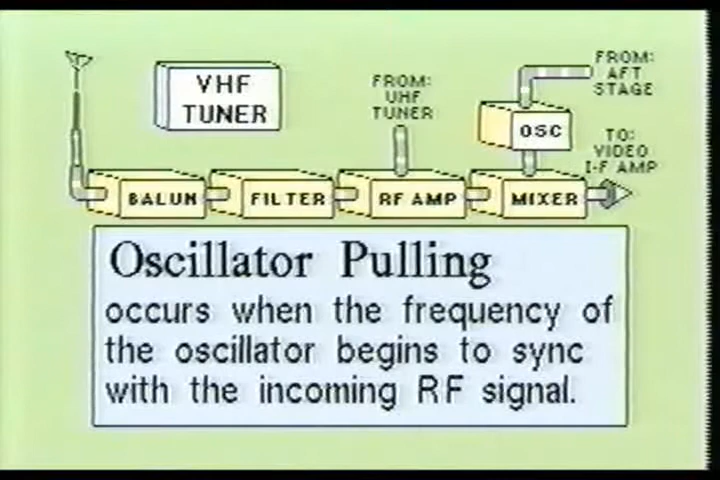 VHF
TUNER
FROM:
UHF
TUNER
FROM:
AFT
STAGE
OSC
TO:
VIDEO
I-F AMP
BALUN
FILTER
RF AMP
MIXER
Oscillator Pulling
occurs when the frequency of
the oscillator begins to sync
with the incoming RF signal.